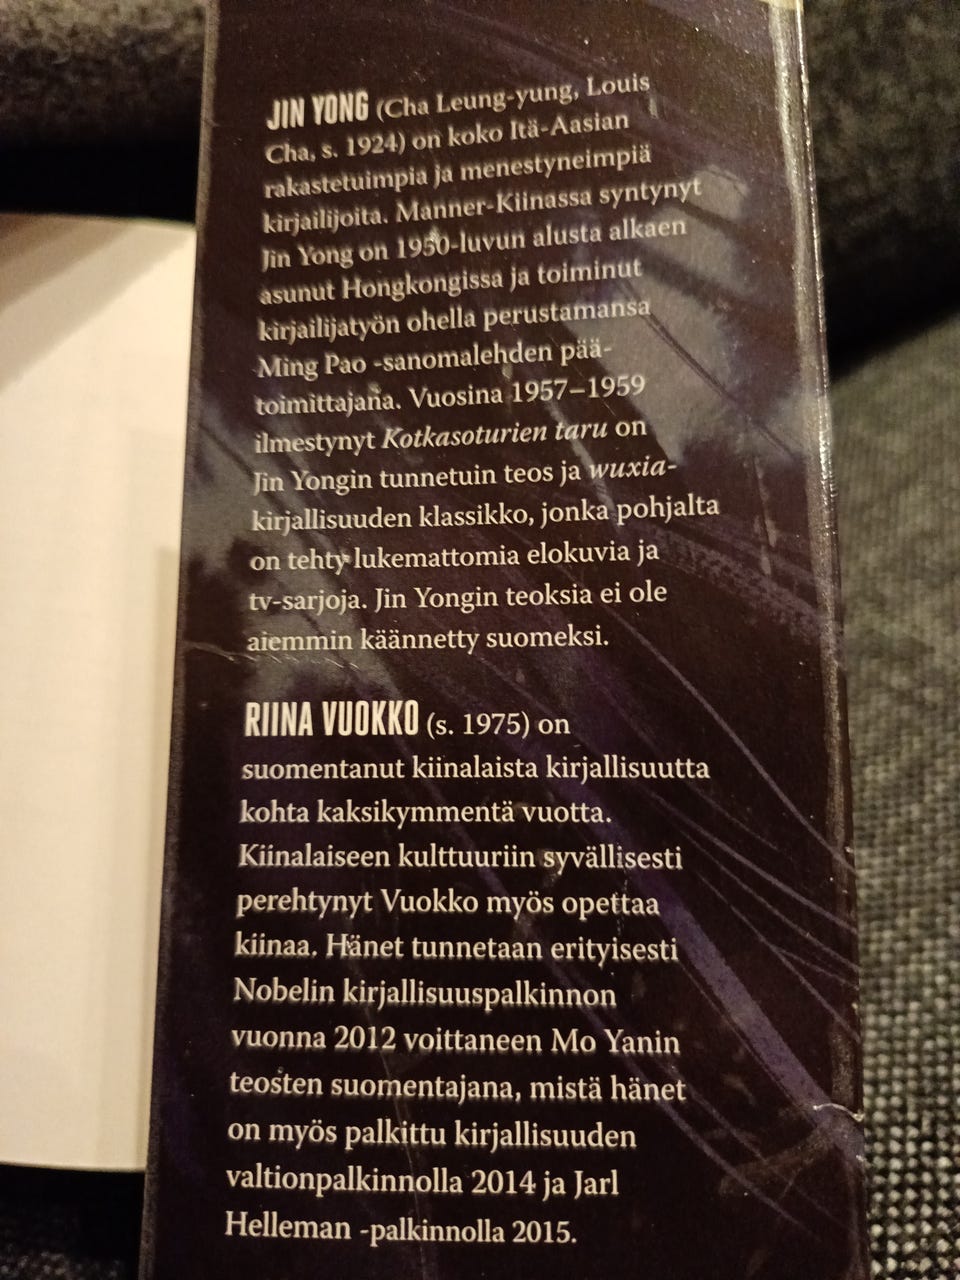 JIN YONG (Cha Leung-yung, Louis
Cha, s. 1924) on koko Itä-Aasian
rakastetuimpia ja menestyneimpiä
kirjailijoita. Manner-Kiinassa syntynyt
Jin Yong on 1950-luvun alusta alkaen
asunut Hongkongissa ja toiminut
kirjailijatyön ohella perustamansa
Ming Pao -sanomalehden pää-
toimittajana. Vuosina 1957–1959
ilmestynyt Kotkasoturien taru on
Jin Yongin tunnetuin teos ja wuxia-
kirjallisuuden klassikko, jonka pohjalta
on tehty lukemattomia elokuvia ja
tv-sarjoja. Jin Yongin teoksia ei ole
aiemmin käännetty suomeksi.
RIINA VUOKKO (s. 1975) on
suomentanut kiinalaista kirjallisuutta
kohta kaksikymmentä vuotta.
Kiinalaiseen kulttuuriin syvällisesti
perehtynyt Vuokko myös opettaa
kiinaa. Hänet tunnetaan erityisesti
Nobelin kirjallisuuspalkinnon
vuonna 2012 voittaneen Mo Yanin
teosten suomentajana, mistä hänet
on myös palkittu kirjallisuuden
valtionpalkinnolla 2014 ja Jarl
Helleman -palkinnolla 2015.